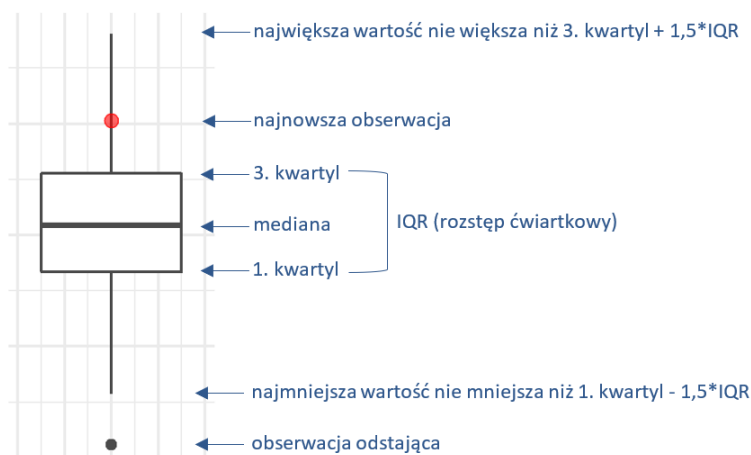 największa wartość nie większa niż 3. kwartyl + 1,5*IQR
najnowsza obserwacja
3. kwartyl
mediana
IQR (rozstęp ćwiartkowy)
1. kwartyl
najmniejsza wartość nie mniejsza niż 1. kwartyl - 1,5*IQR
obserwacja odstająca